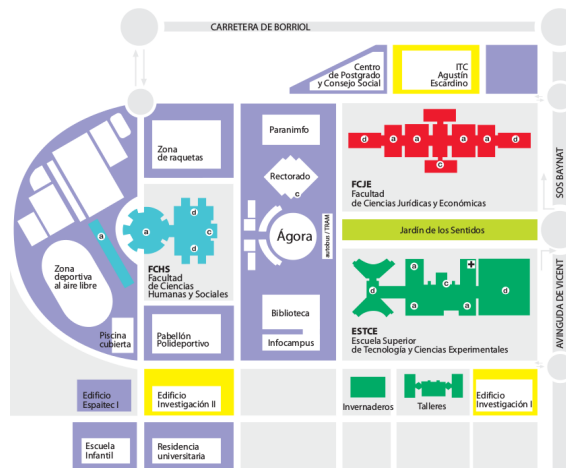 CARRETERA DE BORRIOL
Centro
de Postgrado
y Consejo Social
ITC
Agustín
Escardino
SOS BAYNAT
Zona
de raquetas
Paraninfo
Rectorado
c
d
a
a
a
a
d
c
FCJE
Facultad
de Ciencias Jurídicas y Económicas
a
d
a
c
d
FCHS
Facultad
de Ciencias
Humanas y Sociales
Ágora
autobus / TRAM
Jardín de los Sentidos
Zona
deportiva
al aire libre
a
c
d
d
a
a
ESTCE
Escuela Superior
de Tecnología y Ciencias Experimentales
AVINGUDA DE VICENT
Piscina
cubierta
Pabellón
Polideportivo
Biblioteca
Infocampus
Edificio
Espaitec I
Edificio
Investigación II
Invernaderos
Talleres
Edificio
Investigación I
Escuela
Infantil
Residencia
universitaria